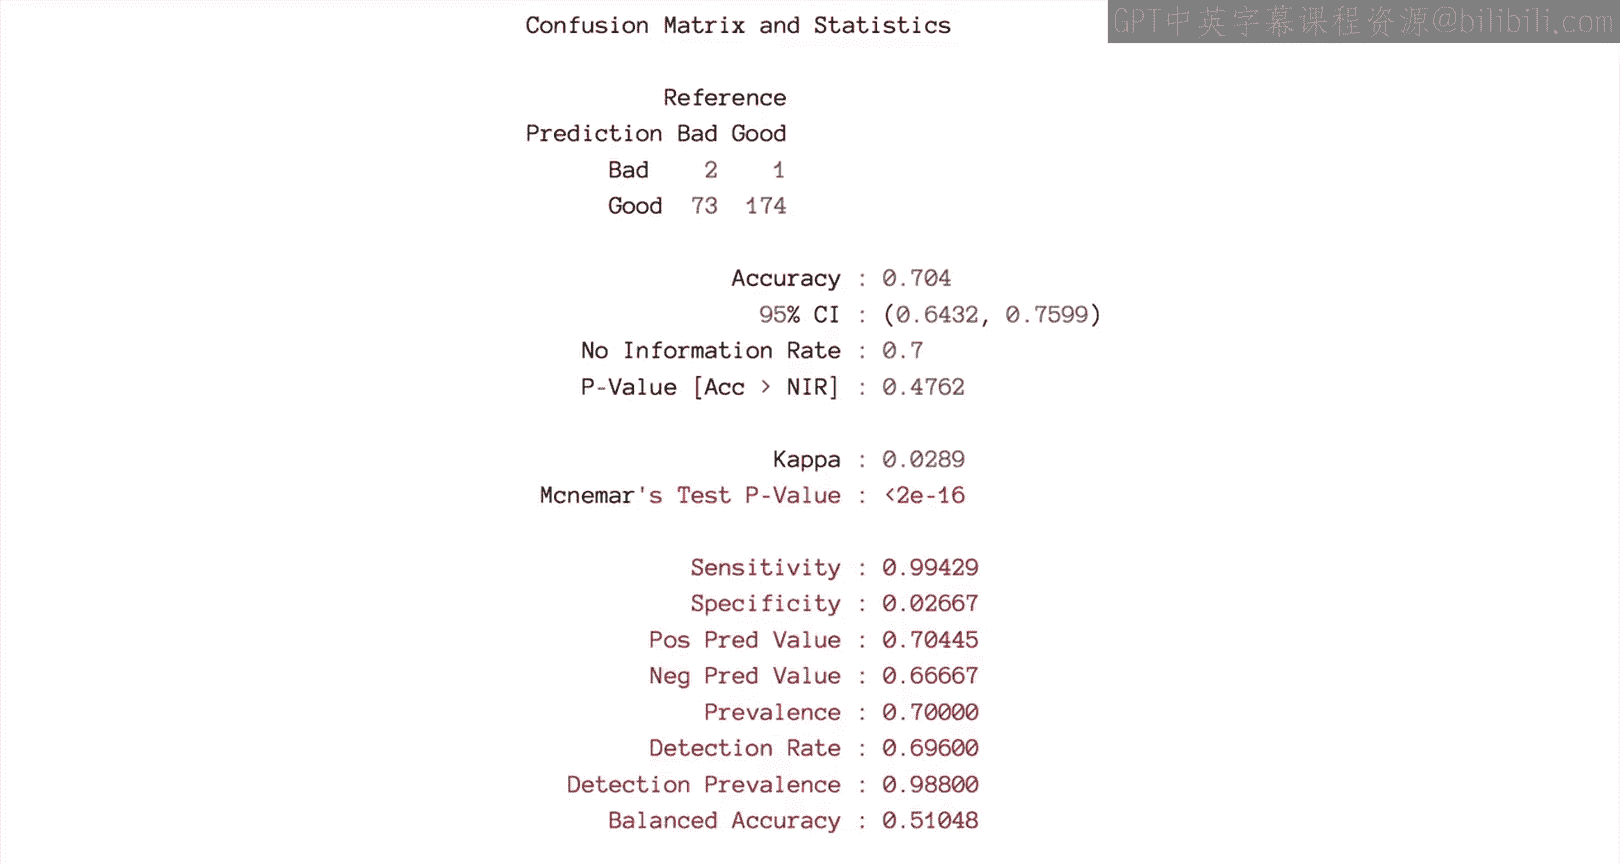 GPT中英字幕课程资源@bilibili.com
Confusion Matrix and Statistics
Reference
Prediction Bad Good
Bad 2 1
Good 73 174
Accuracy : 0.704
95% CI : (0.6432, 0.7599)
No Information Rate : 0.7
P-Value [Acc > NIR] : 0.4762
Kappa : 0.0289
Mcnemar's Test P-Value : <2e-16
Sensitivity : 0.99429
Specificity : 0.02667
Pos Pred Value : 0.70445
Neg Pred Value : 0.66667
Prevalence : 0.70000
Detection Rate : 0.69600
Detection Prevalence : 0.98800
Balanced Accuracy : 0.51048